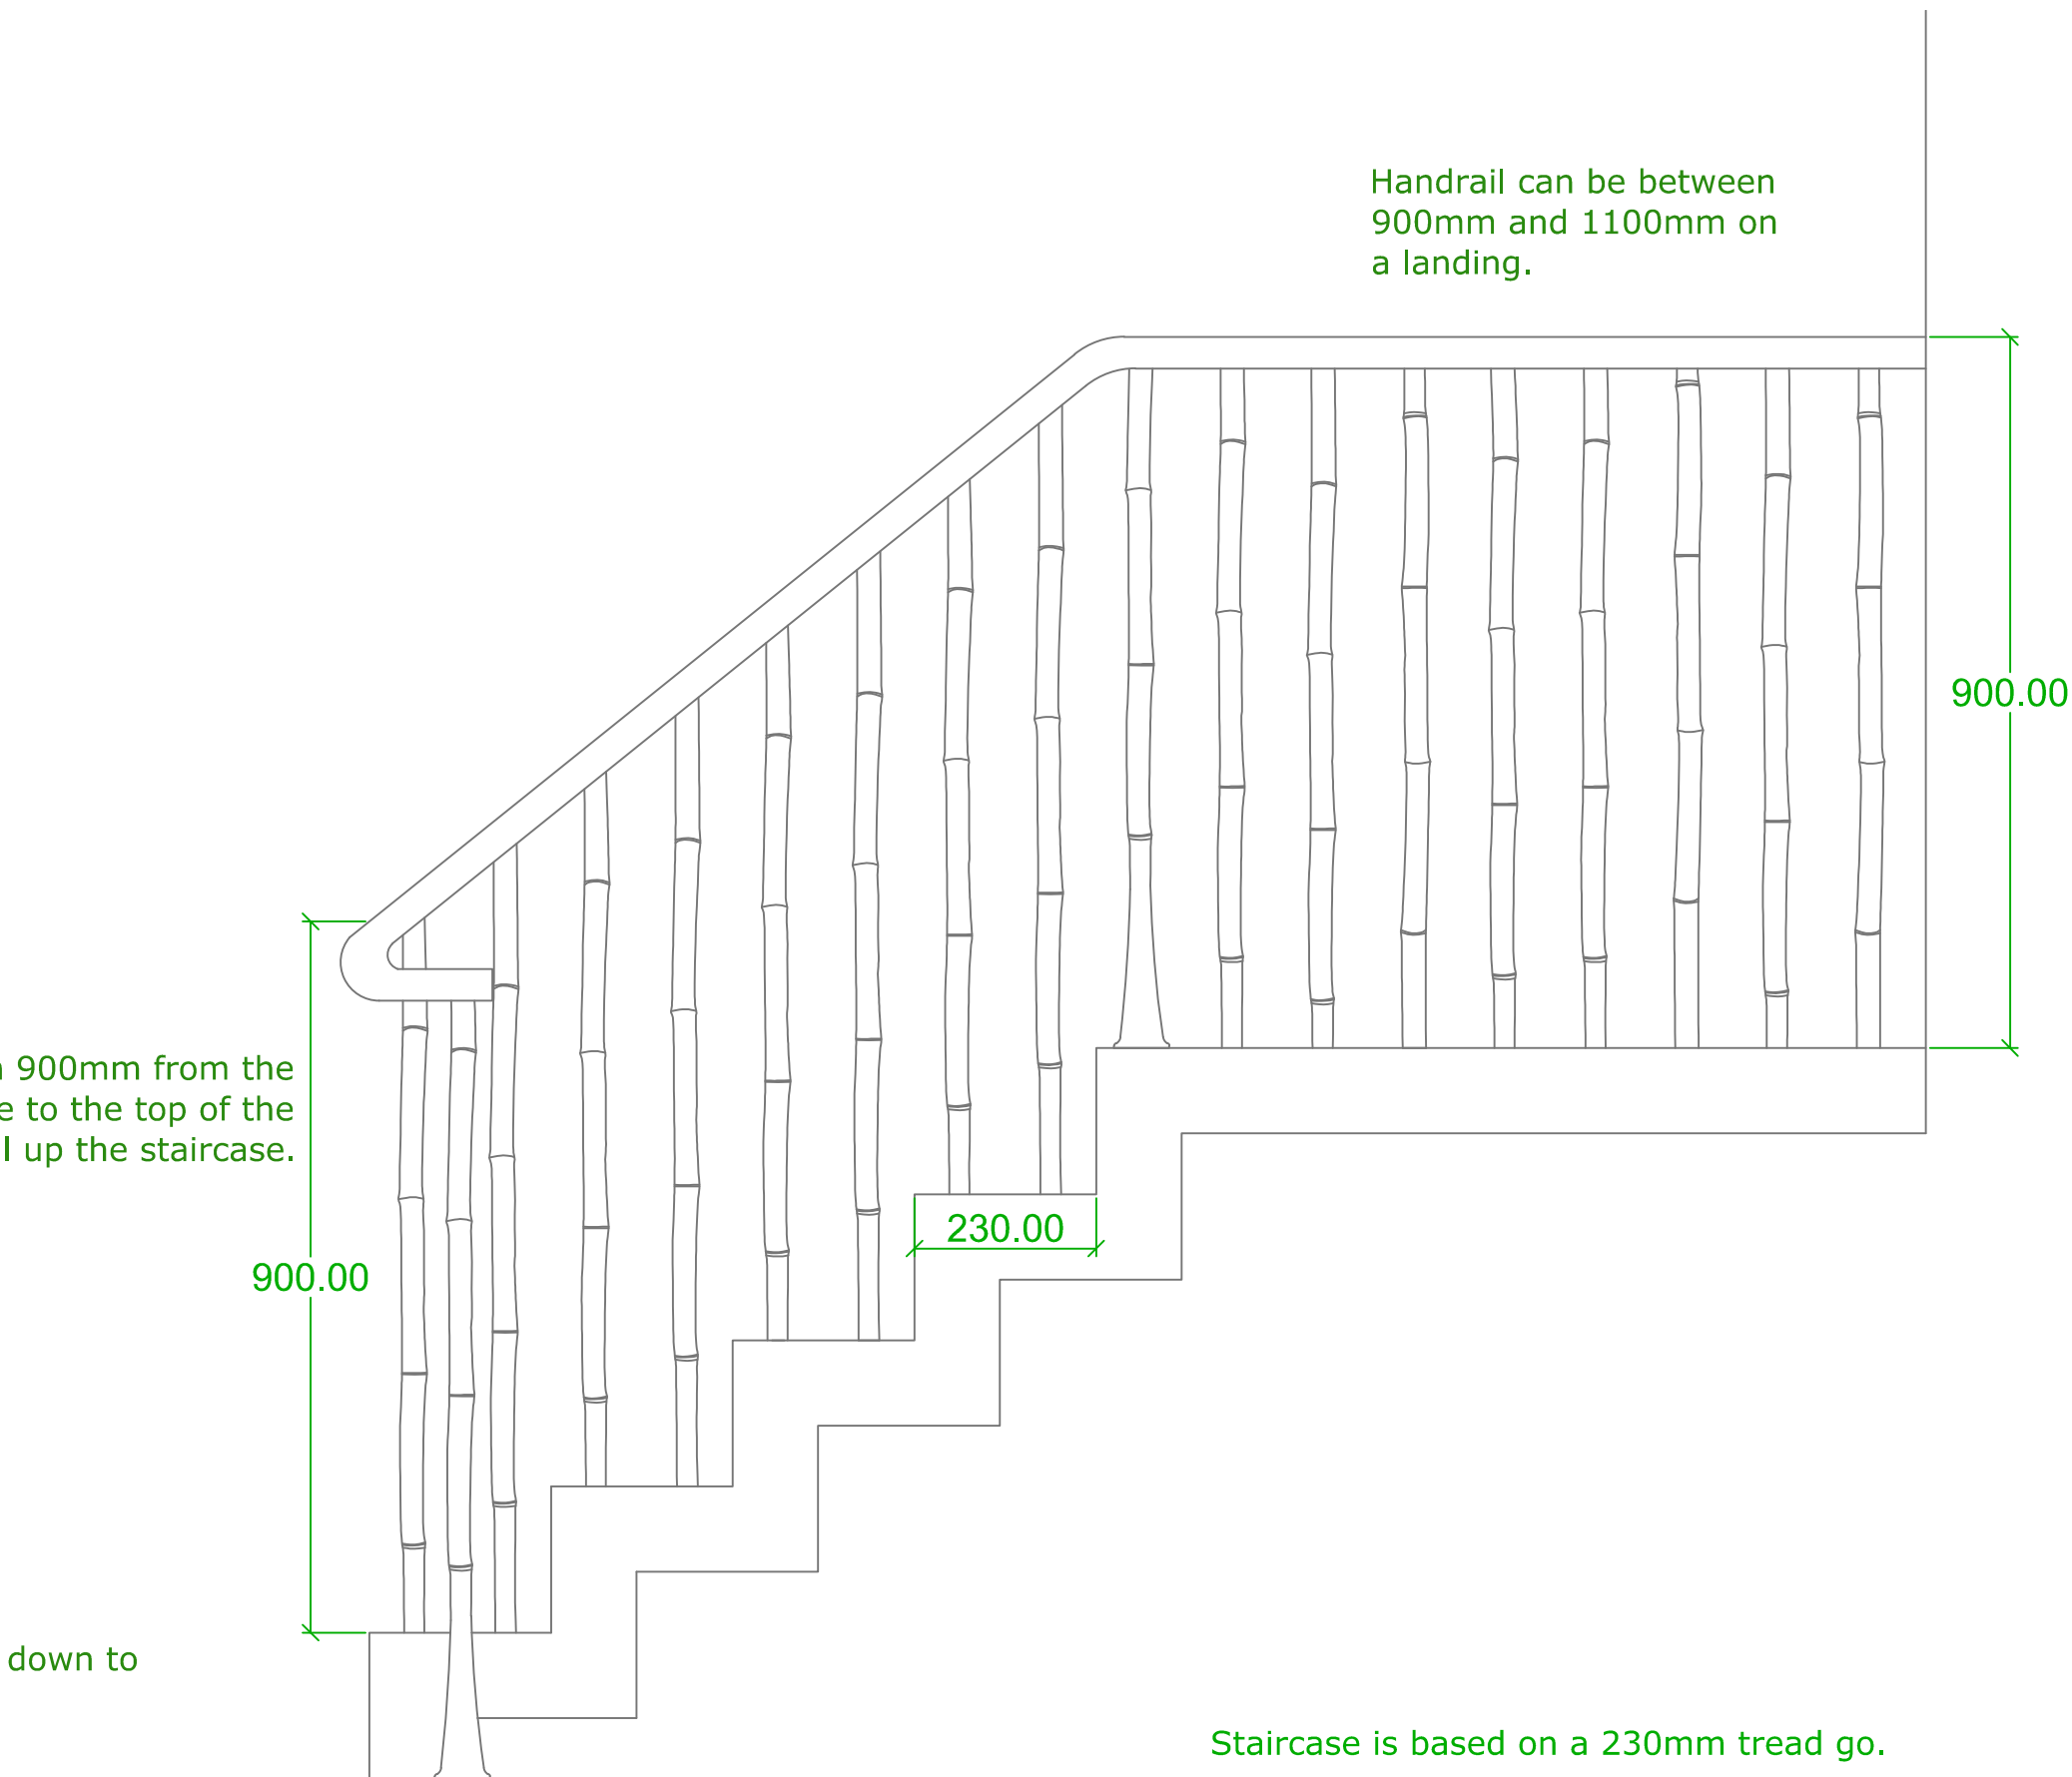 Handrail can be between
900mm and 1100mm on
a landing.
900.00
900mm from the
to the top of the
up the staircase.
230.00
900.00
down to
Staircase is based on a 230mm tread go.